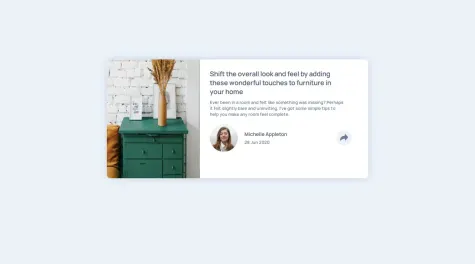 Shift the overall look and feel by adding
these wonderful touches to furniture in
your home
Ever been in a room and felt like something was missing? Perhaps
it felt slightly bare and uninviting. I've got some simple tips to
help you make any room feel complete.
Michelle Appleton
28 Jun 2020